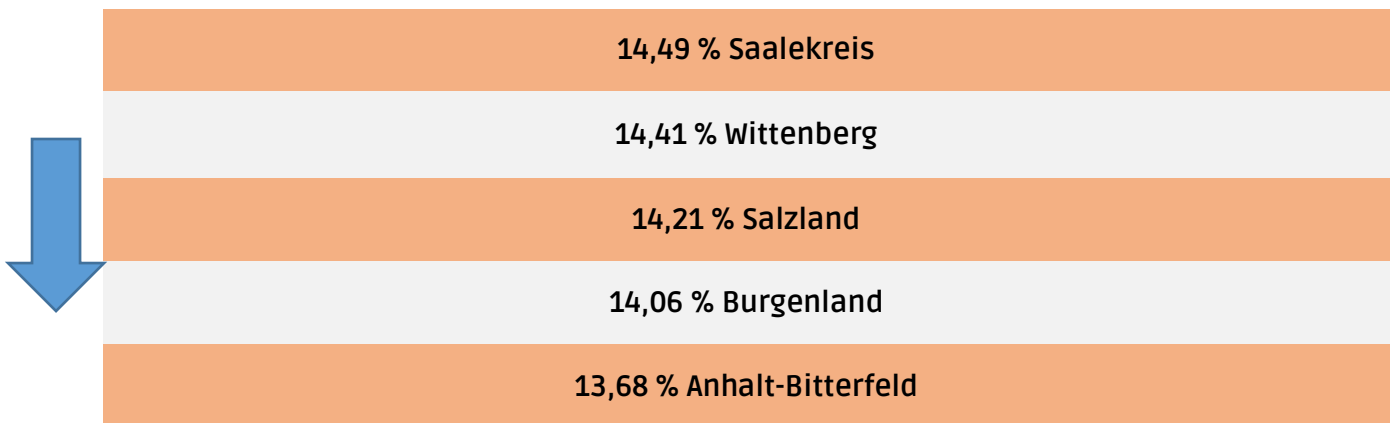 14,49 % Saalekreis
14,41 % Wittenberg
14,21 % Salzland
14,06 % Burgenland
13,68 % Anhalt-Bitterfeld